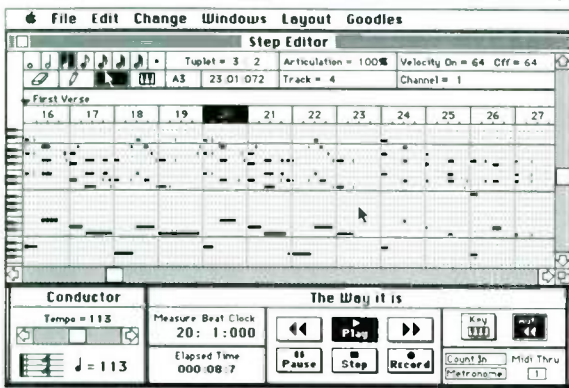 File Edit Change Windows Layout Goodies
Step Editor
Tuplet = 3 2 Articulation = 100% Velocity On = 64 Off = 64
A3 23:01:072 Track = 4 Channel = 1
First Verse
16 17 18 19 21 22 23 24 25 26 27
Conductor The Way it is
Tempo = 113
Measure Beat Clock
20: 1:000
Play
Key
Elapsed Time
000:08:7
= 113
Pause Step Record
Count In Midi Thru
Metronome 1